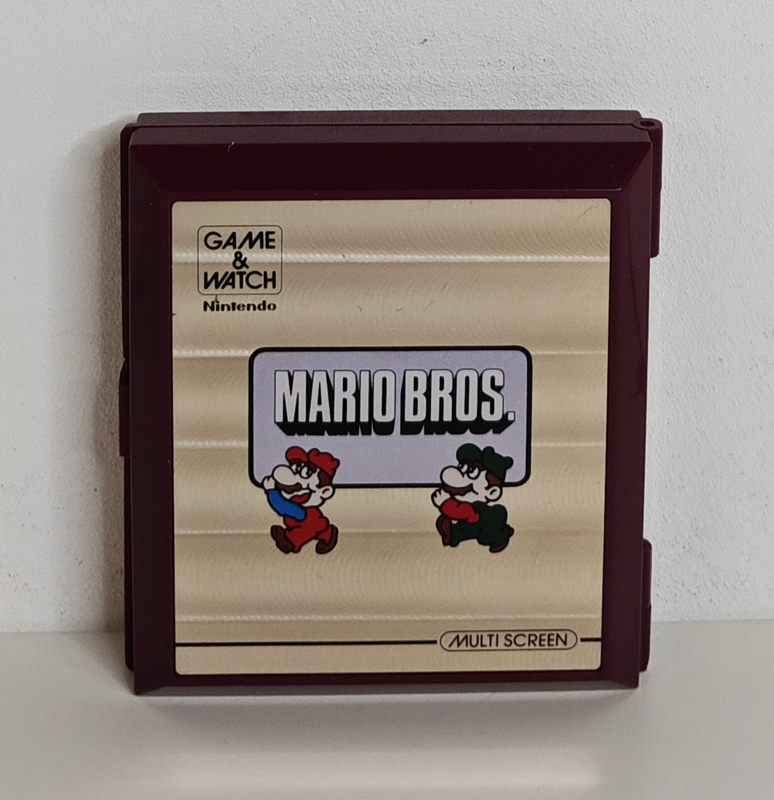 GAME
&
WATCH
Nintendo
MARIO BROS.
MULTI SCREEN